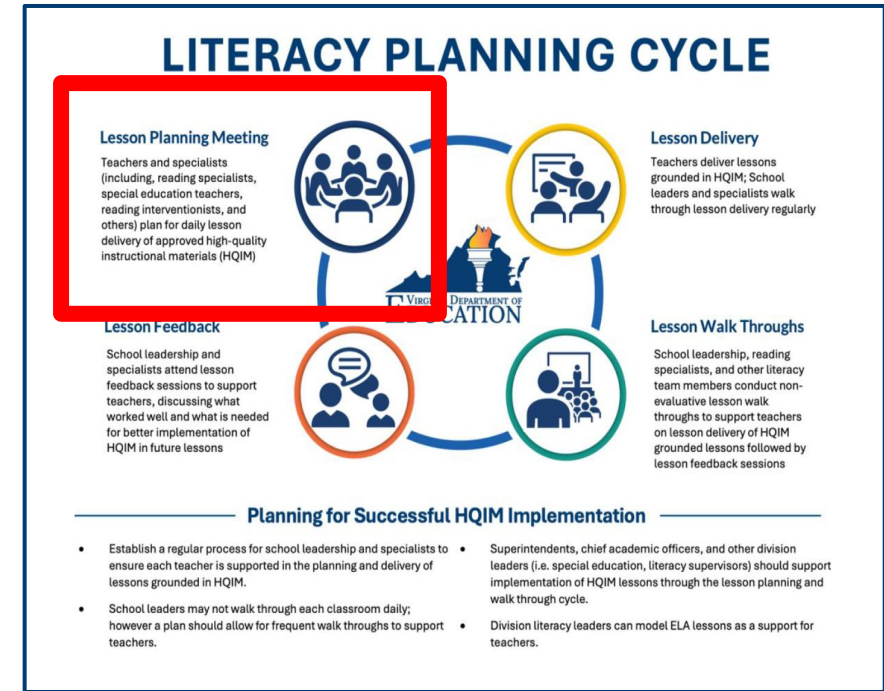 LITERACY PLANNING CYCLE
Lesson Planning Meeting
Teachers and specialists
(including, reading specialists,
special education teachers,
reading interventionists, and
others) plan for daily lesson
delivery of approved high-quality
instructional materials (HQIM)
Lesson Delivery
Teachers deliver lessons
grounded in HQIM; School
leaders and specialists walk
through lesson delivery regularly
DEPARTMENT OF
Lesson Feedback
School leadership and
specialists attend lesson
feedback sessions to support
teachers, discussing what
worked well and what is needed
for better implementation of
HQIM in future lessons
Lesson Walk Throughs
School leadership, reading
specialists, and other literacy
team members conduct non-
evaluative lesson walk
throughs to support teachers
on lesson delivery of HQIM
grounded lessons followed by
lesson feedback sessions
Planning for Successful HQIM Implementation
• Establish a regular process for school leadership and specialists to
ensure each teacher is supported in the planning and delivery of
lessons grounded in HQIM.
• School leaders may not walk through each classroom daily;
however a plan should allow for frequent walk throughs to support
teachers.
• Superintendents, chief academic officers, and other division
leaders (i.e. special education, literacy supervisors) should support
implementation of HQIM lessons through the lesson planning and
walk through cycle.
• Division literacy leaders can model ELA lessons as a support for
teachers.